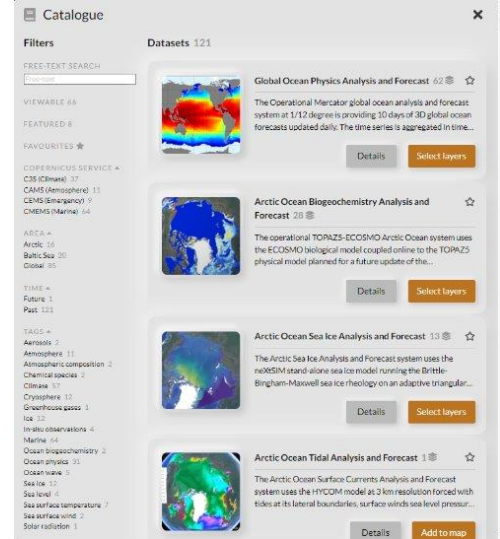 Catalogue
Filters
FREE-TEXT SEARCH
Free-text
VIEWABLE 66
FEATURED 8
FAVOURITES
COPERNICUS SERVICE
C3S (Climate) 37
CAMS (Atmosphere) 11
CEMS (Emergency) 9
CMEMS (Marine) 64
AREA
Arctic 16
Baltic Sea 20
Global 85
TIME
Future 1
Past 121
TAGS
Aerosols 2
Atmosphere 11
Atmospheric composition 2
Chemical species 2
Climate 57
Cryosphere 12
Greenhouse gases 1
Ice 12
In-situ observations 4
Marine 64
Ocean biogeochemistry 2
Ocean physics 31
Ocean wave 5
Sea ice 12
Sea level 4
Sea surface temperature 7
Sea surface wind 2
Solar radiation 1
Datasets 121
Global Ocean Physics Analysis and Forecast 62
The Operational Mercator global ocean analysis and forecast
system at 1/12 degree is providing 10 days of 3D global ocean
forecasts updated daily. The time series is aggregated in time...
Details Select layers
Arctic Ocean Biogeochemistry Analysis and
Forecast 28
The operational TOPAZ5-ECOSMO Arctic Ocean system uses
the ECOSMO biological model coupled online to the TOPAZ5
physical model planned for a future update of the...
Details Select layers
Arctic Ocean Sea Ice Analysis and Forecast 13
The Arctic Sea Ice Analysis and Forecast system uses the
neXtSIM stand-alone sea ice model running the Brittle-
Bingham-Maxwell sea ice rheology on an adaptive triangular...
Details Select layers
Arctic Ocean Tidal Analysis and Forecast 1
The Arctic Ocean Surface Currents Analysis and Forecast
system uses the HYCOM model at 3 km resolution forced with
tides at its lateral boundaries, surface winds sea level pressur...
Details Add to map